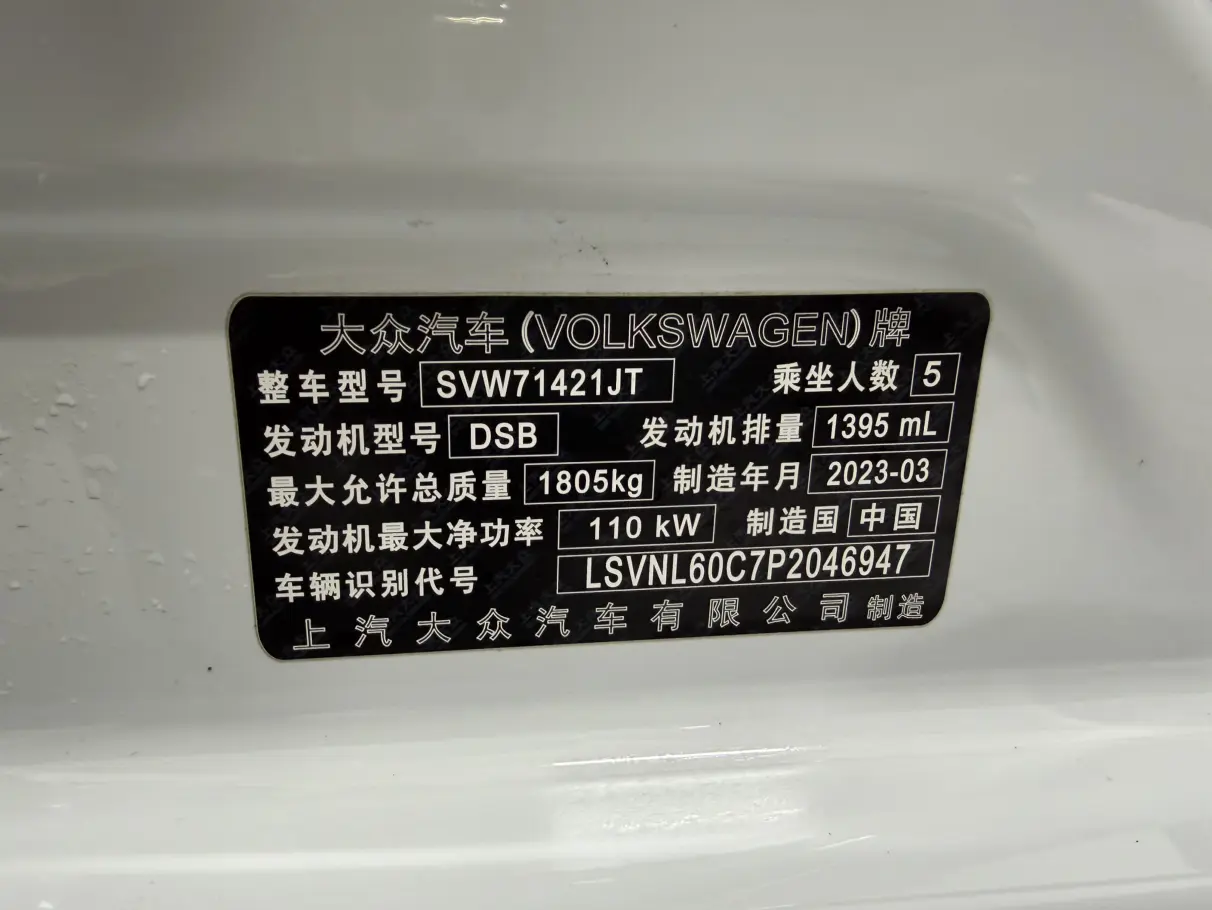 大众汽车(VOLKSWAGEN)牌
整车型号 SVW71421JT 乘坐人数 5
发动机型号 DSB 发动机排量 1395 mL
最大允许总质量 1805kg 制造年月 2023-03
发动机最大净功率 110 kW 制造国 中国
车辆识别代号 LSVNL60C7P2046947
上汽大众汽车有限公司 制造